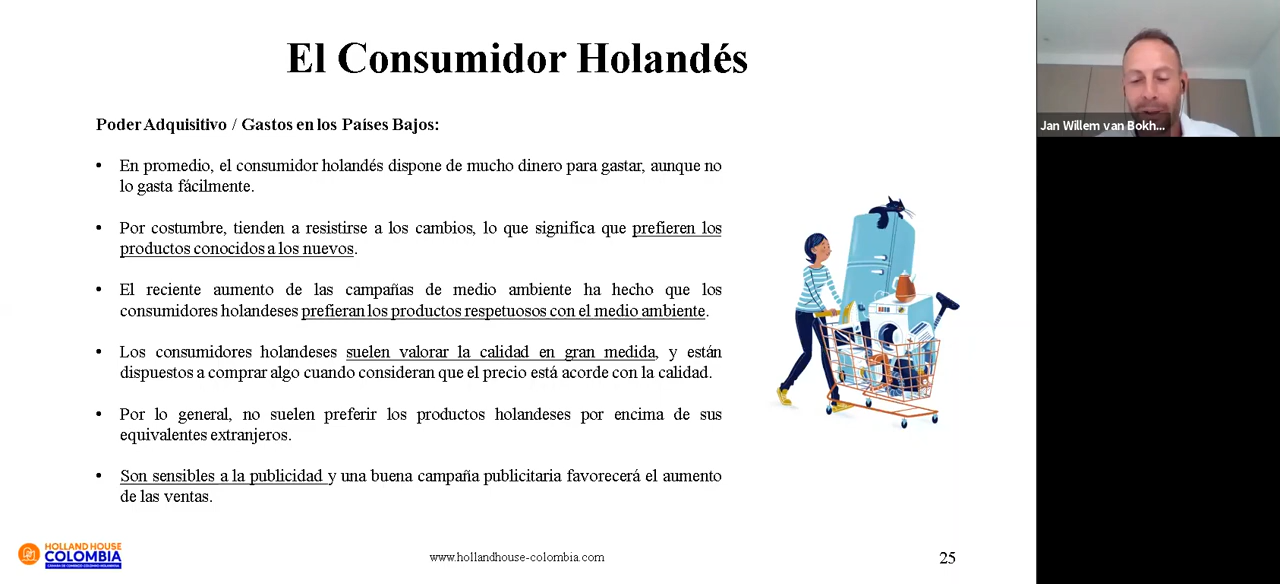 El Consumidor Holandés
Poder Adquisitivo / Gastos en los Países Bajos:
• En promedio, el consumidor holandés dispone de mucho dinero para gastar, aunque no
lo gasta fácilmente.
• Por costumbre, tienden a resistirse a los cambios, lo que significa que prefieren los
productos conocidos a los nuevos.
• El reciente aumento de las campañas de medio ambiente ha hecho que los
consumidores holandeses prefieran los productos respetuosos con el medio ambiente.
• Los consumidores holandeses suelen valorar la calidad en gran medida, y están
dispuestos a comprar algo cuando consideran que el precio está acorde con la calidad.
• Por lo general, no suelen preferir los productos holandeses por encima de sus
equivalentes extranjeros.
• Son sensibles a la publicidad y una buena campaña publicitaria favorecerá el aumento
de las ventas.
HOLLAND HOUSE
COLOMBIA
CÁMARA DE COMERCIO COLOMBO-HOLANDESA
www.hollandhouse-colombia.com
25
Jan Willem van Bokh...